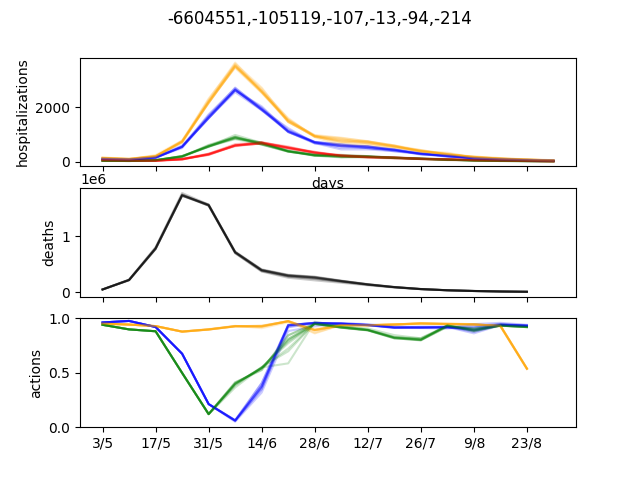 -6604551,-105119,-107,-13,-94,-214
hospitalizations
2000
0
days
1e6
deaths
1
0
actions
1.0
0.5
0.0
3/5 17/5 31/5 14/6 28/6 12/7 26/7 9/8 23/8